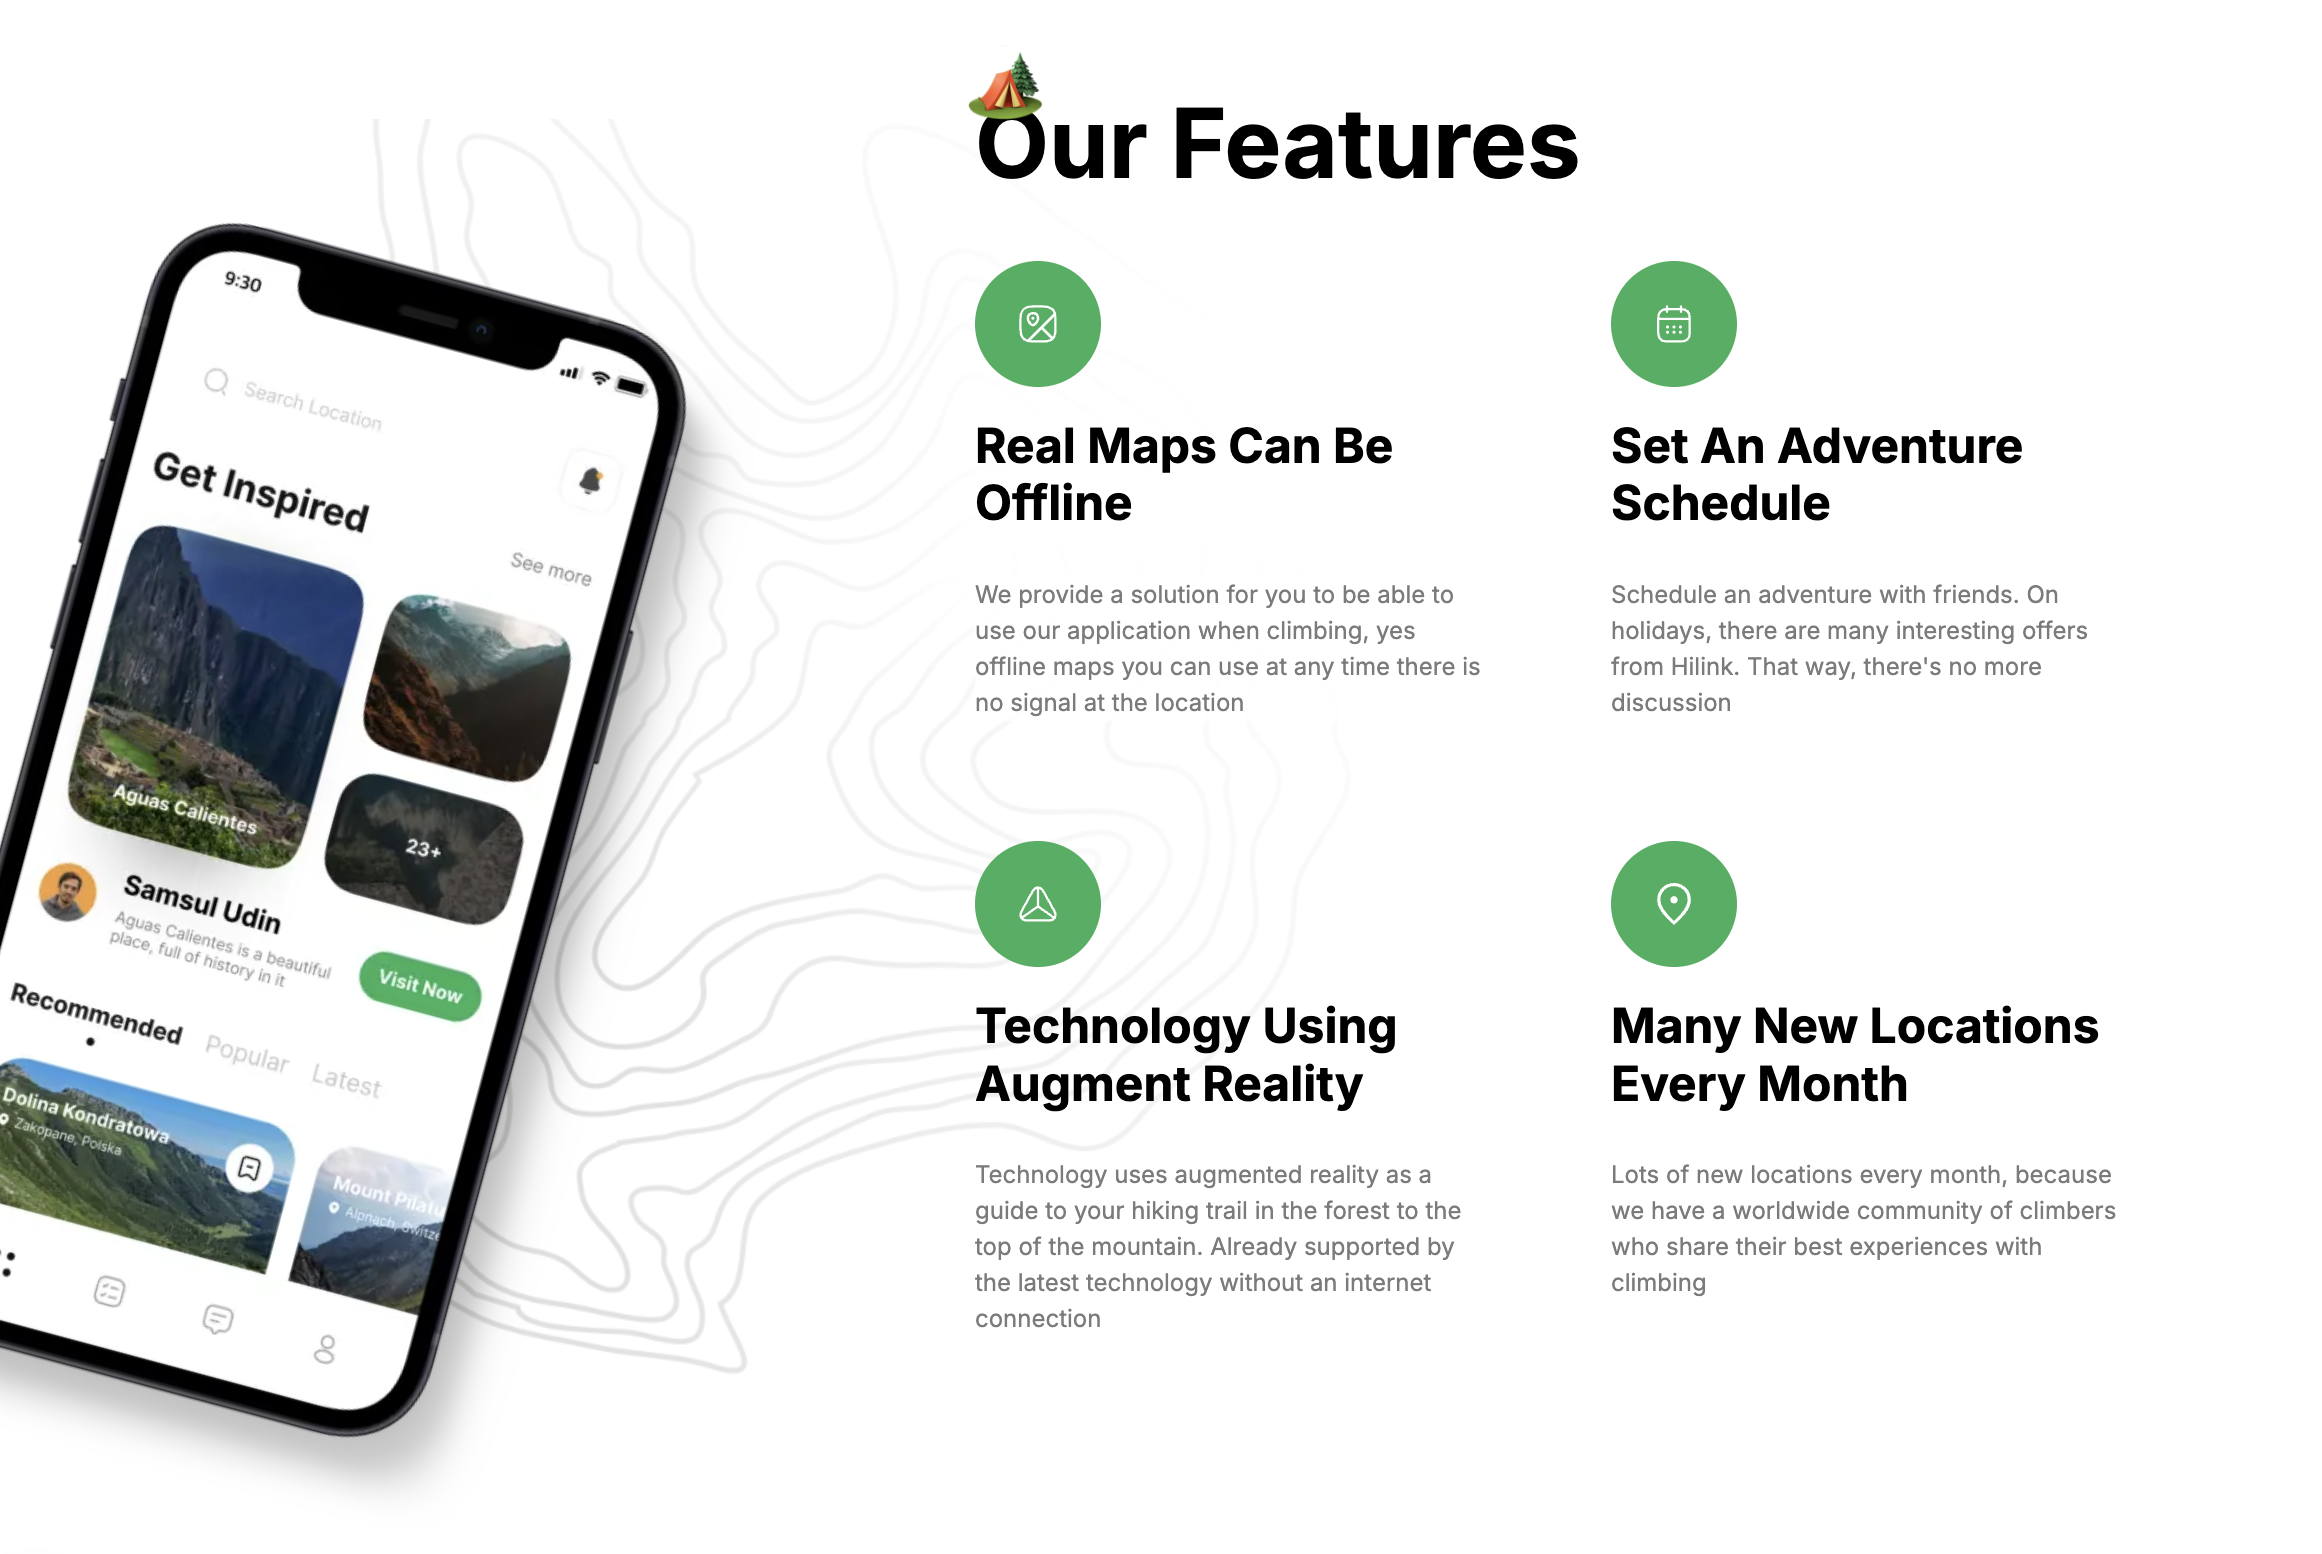 Our Features
9:30
Search Location
Get Inspired
See more
Aguas Calientes
23+
Samsul Udin
Aguas Calientes is a beautiful
place, full of history in it
Visit Now
Recommended
Popular
Latest
Dolina Kondratowa
Zakopane, Polska
Mount Pilatu
Alpnach, Switze
Real Maps Can Be
Offline
We provide a solution for you to be able to
use our application when climbing, yes
offline maps you can use at any time there is
no signal at the location
Set An Adventure
Schedule
Schedule an adventure with friends. On
holidays, there are many interesting offers
from Hilink. That way, there's no more
discussion
Technology Using
Augment Reality
Technology uses augmented reality as a
guide to your hiking trail in the forest to the
top of the mountain. Already supported by
the latest technology without an internet
connection
Many New Locations
Every Month
Lots of new locations every month, because
we have a worldwide community of climbers
who share their best experiences with
climbing